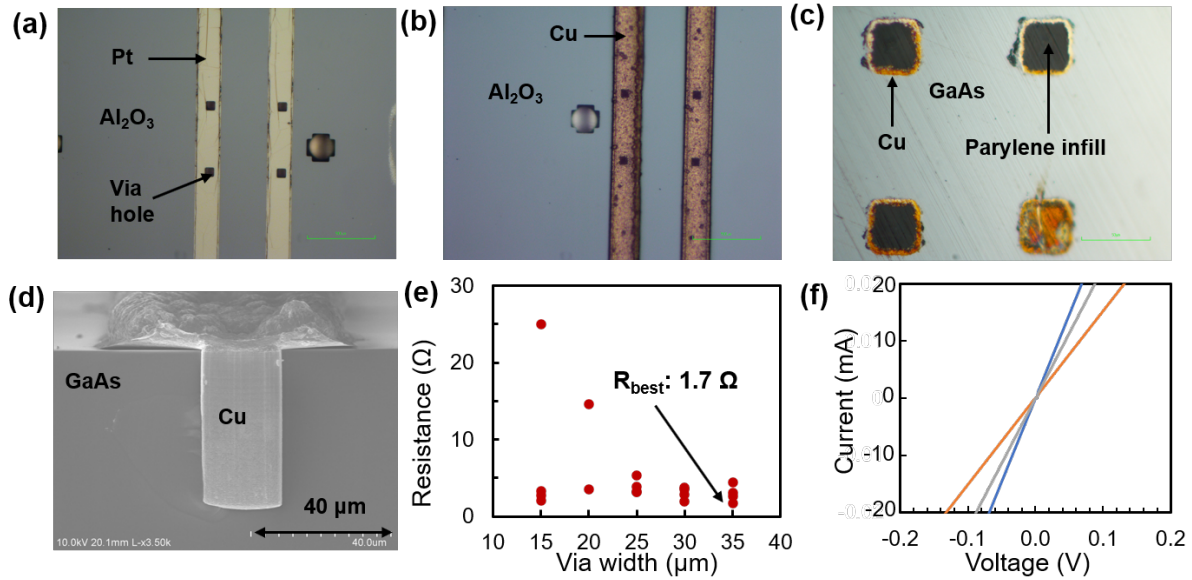 (a)
Pt
Al₂O₃
Via
hole
(b)
Cu
Al₂O₃
(c)
GaAs
Cu
Parylene infill
(d)
GaAs
Cu
40 µm
10.0kV 20.1mm L-x3.50k
40.0um
(e)
Resistance (Ω)
30
20
10
0
10 15 20 25 30 35 40
Via width (µm)
R_best: 1.7 Ω
(f)
Current (mA)
20
10
0
-10
-20
-0.2 -0.1 0.0 0.1 0.2
Voltage (V)